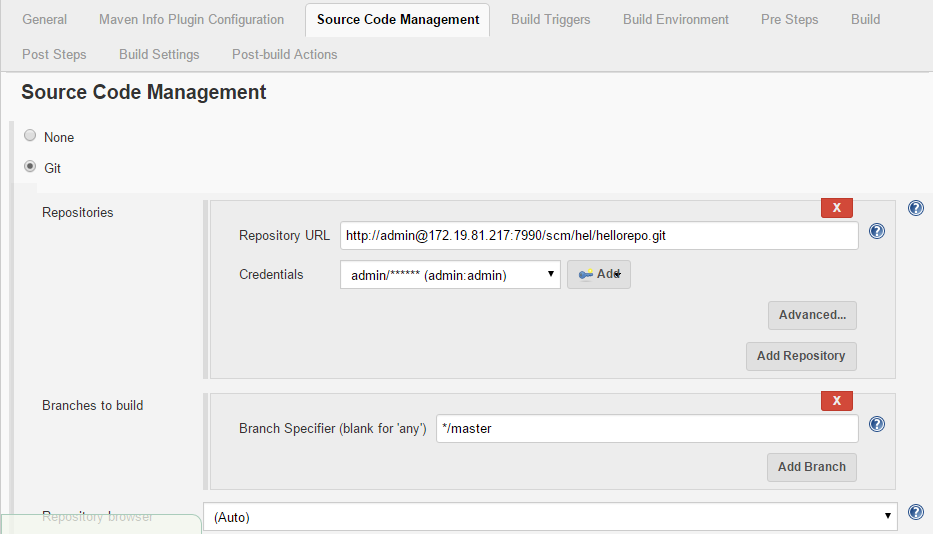 General Maven Info Plugin Configuration Source Code Management Build Triggers Build Environment Pre Steps Build
Post Steps Build Settings Post-build Actions
Source Code Management
None
Git
Repositories
X
Repository URL http://admin@172.19.81.217:7990/scm/hel/hellorepo.git
Credentials admin/****** (admin:admin) Add
Advanced...
Add Repository
Branches to build
X
Branch Specifier (blank for 'any') */master
Add Branch
Repository browser (Auto)